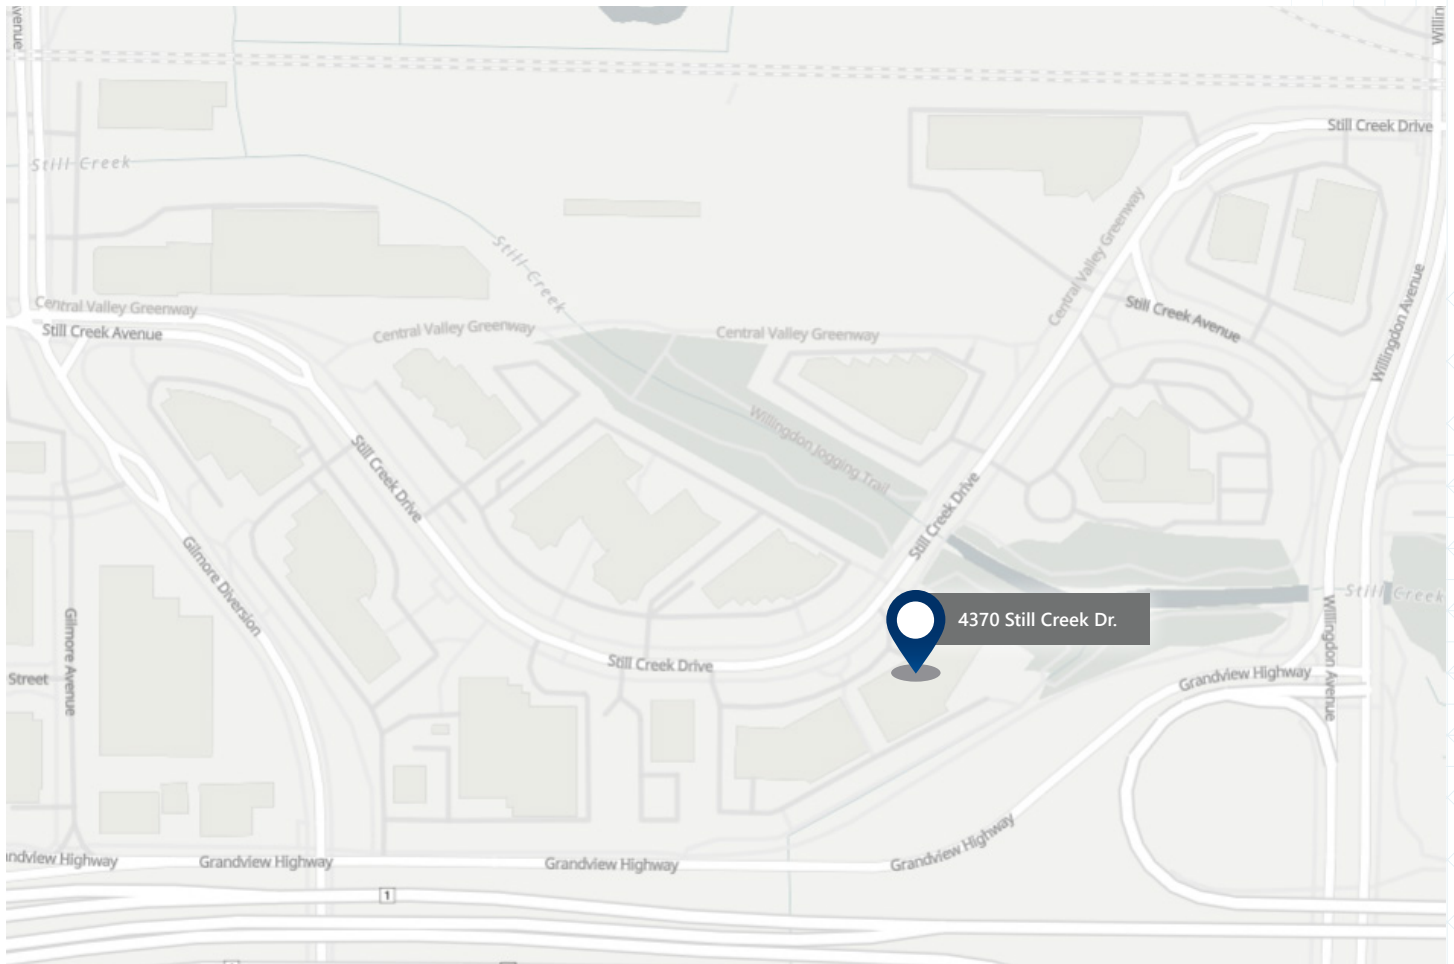 Avenue
Willin
Still Creek Drive
Still Creek
Central Valley Greenway
Still Creek
Willingdon Avenue
Central Valley Greenway
Still Creek Avenue
Still Creek Avenue
Central Valley Greenway
Central Valley Greenway
Willingdon Jogging Trail
Still Creek Drive
Still Creek Drive
Gilmore Diversion
Still Creek
4370 Still Creek Dr.
Gilmore Avenue
Willingdon Avenue
Still Creek Drive
Street
Grandview Highway
Grandview Highway
andview Highway
Grandview Highway
Grandview Highway
1